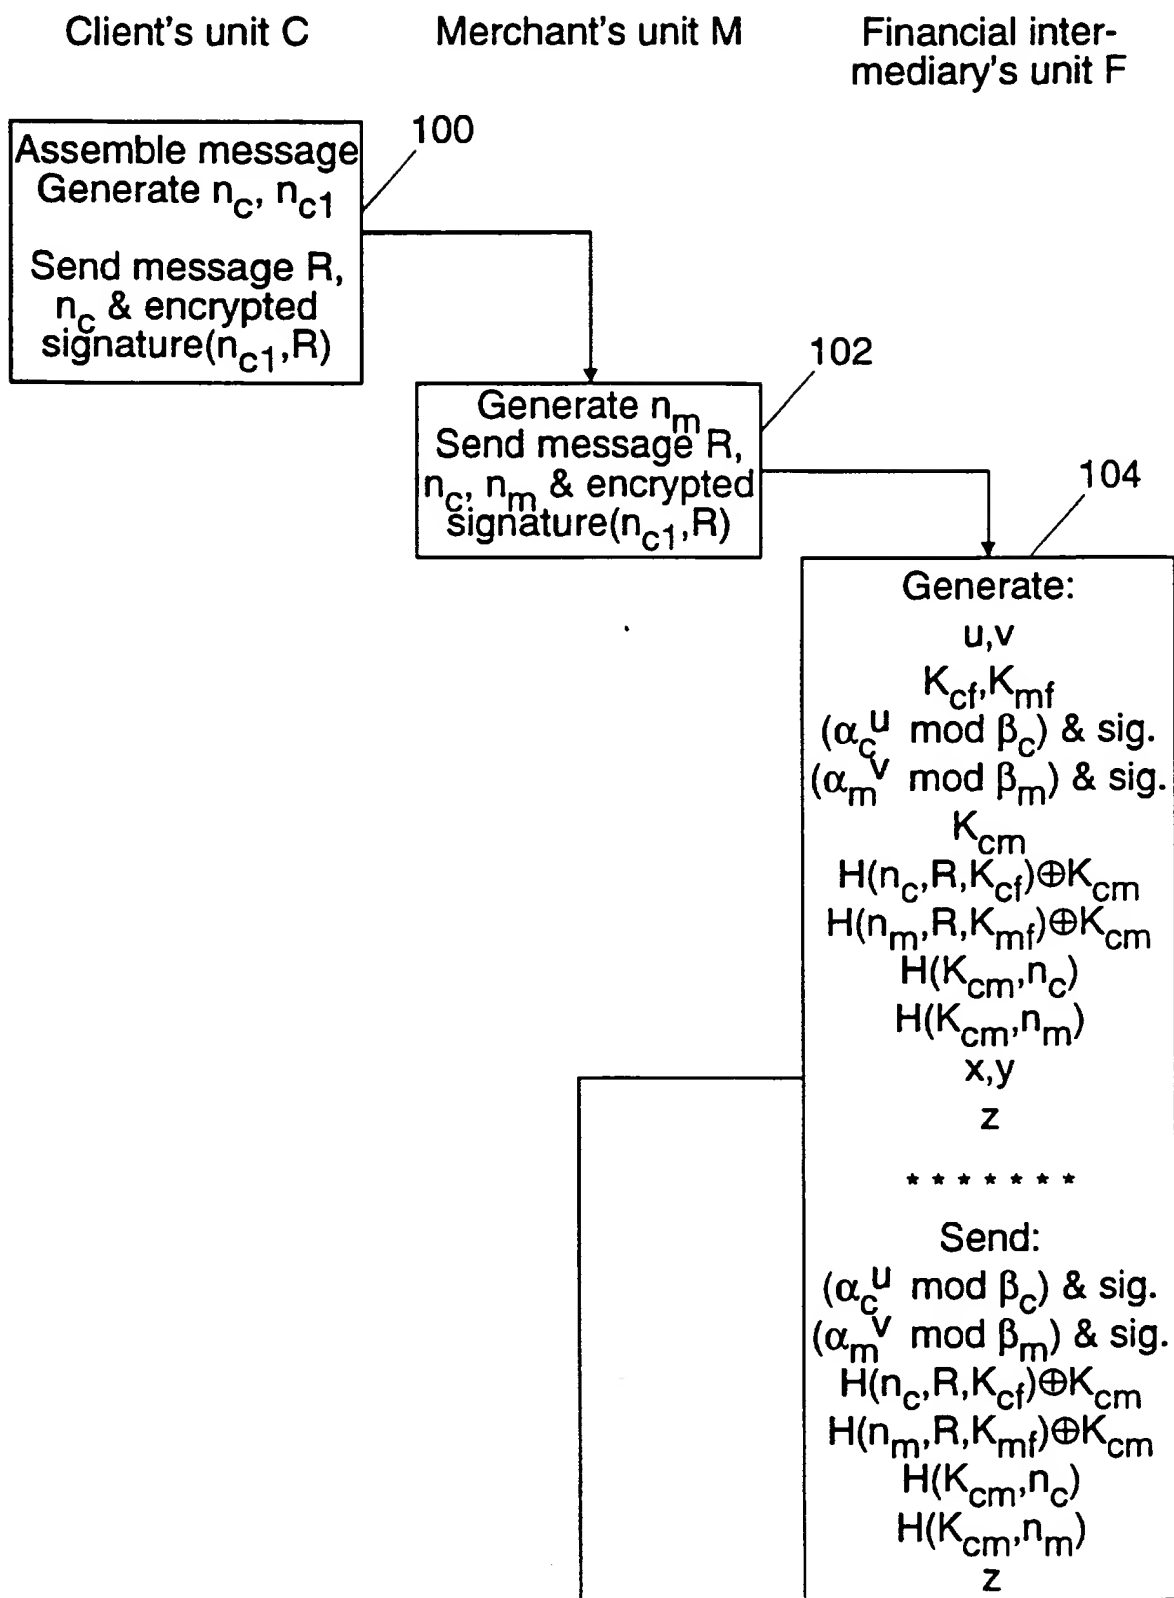 Client's unit C
Merchant's unit M
Financial inter-
mediary's unit F
100
Assemble message
Generate n_c, n_c1
Send message R,
n_c & encrypted
signature(n_c1,R)
102
Generate n_m
Send message R,
n_c, n_m & encrypted
signature(n_c1,R)
104
Generate:
u,v
K_cf,K_mf
(α_c^u mod β_c) & sig.
(α_m^v mod β_m) & sig.
K_cm
H(n_c,R,K_cf)⊕K_cm
H(n_m,R,K_mf)⊕K_cm
H(K_cm,n_c)
H(K_cm,n_m)
x,y
z
* * * * * * *
Send:
(α_c^u mod β_c) & sig.
(α_m^v mod β_m) & sig.
H(n_c,R,K_cf)⊕K_cm
H(n_m,R,K_mf)⊕K_cm
H(K_cm,n_c)
H(K_cm,n_m)
z